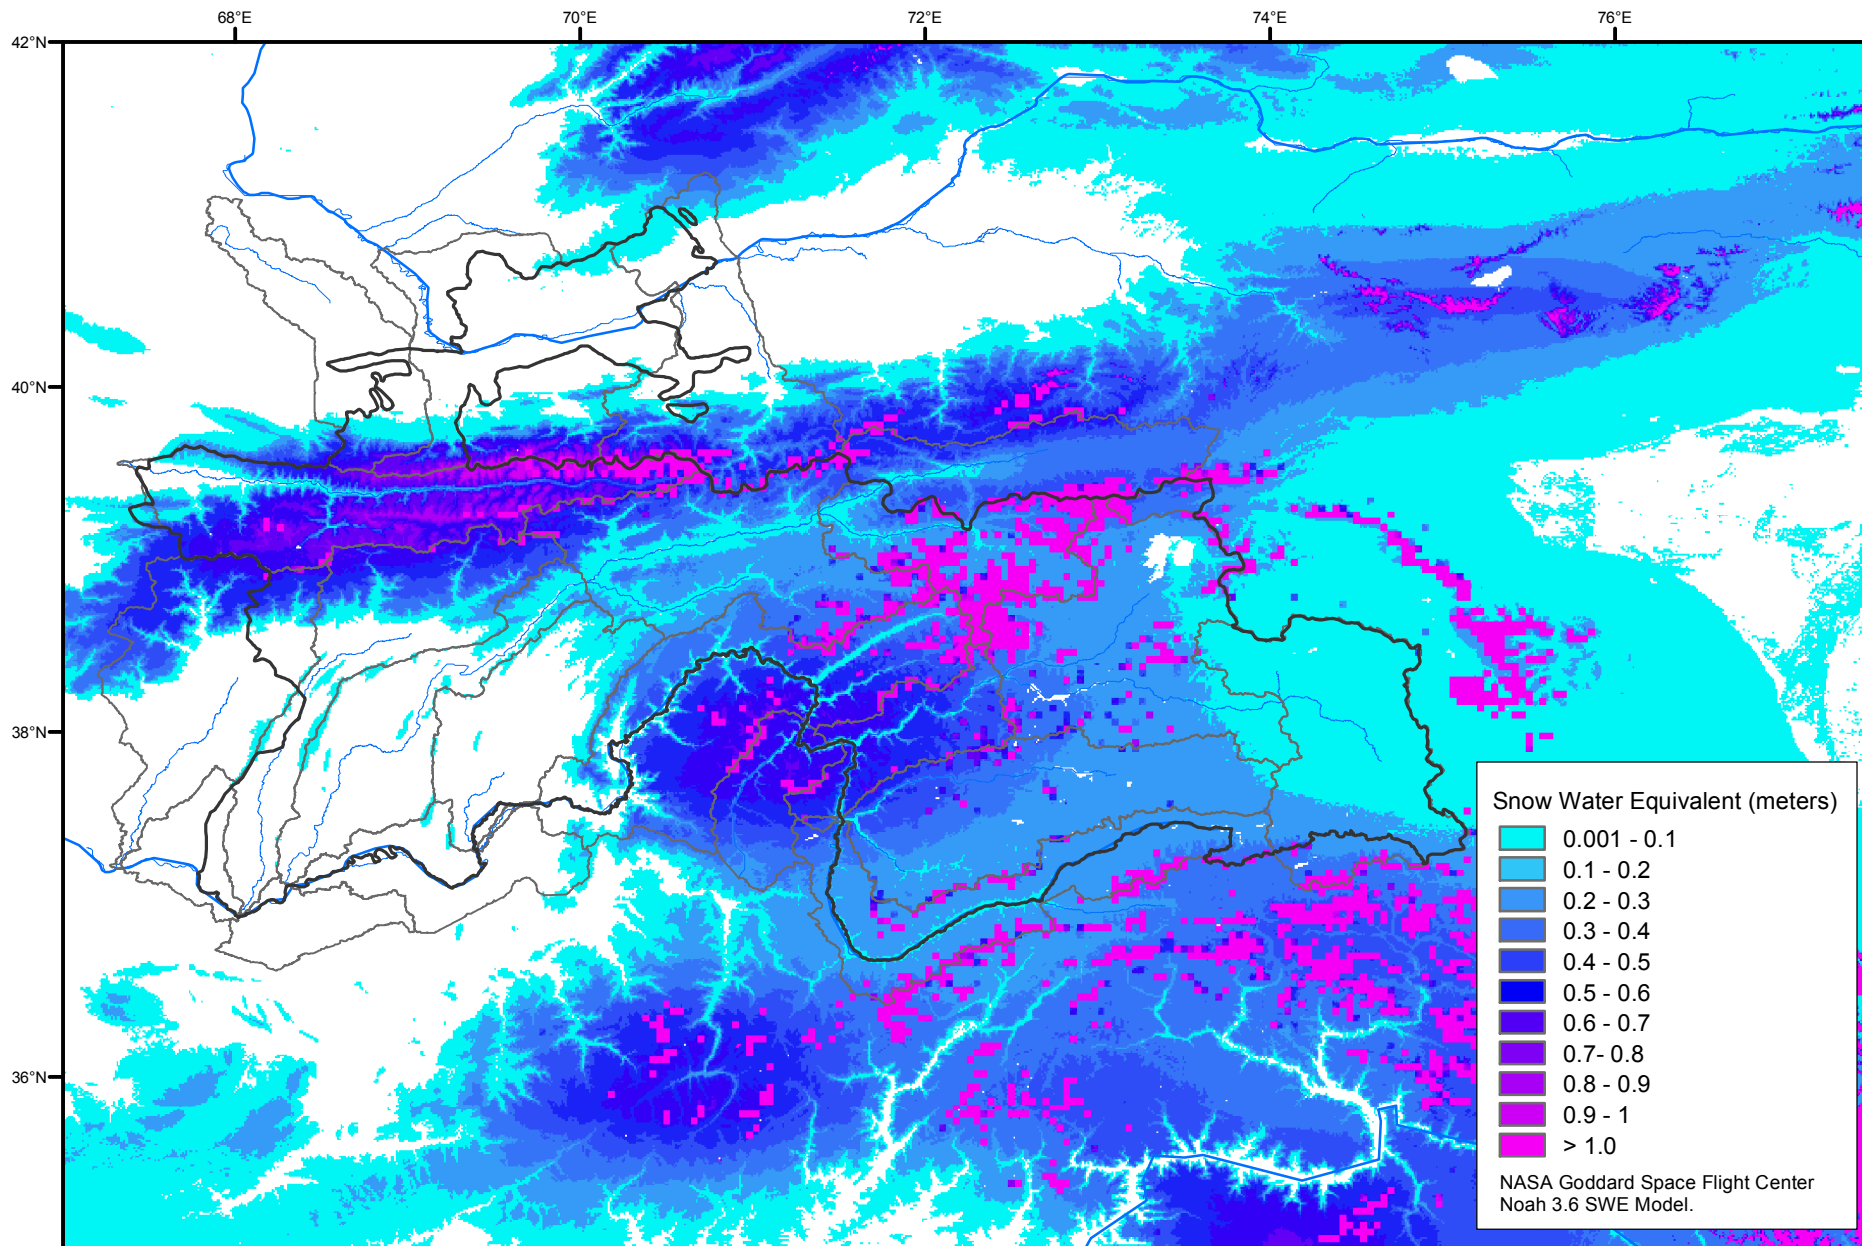 68°E
70°E
72°E
74°E
76°E
42°N
40°N
38°N
36°N
Snow Water Equivalent (meters)
0.001 - 0.1
0.1 - 0.2
0.2 - 0.3
0.3 - 0.4
0.4 - 0.5
0.5 - 0.6
0.6 - 0.7
0.7- 0.8
0.8 - 0.9
0.9 - 1
> 1.0
NASA Goddard Space Flight Center
Noah 3.6 SWE Model.